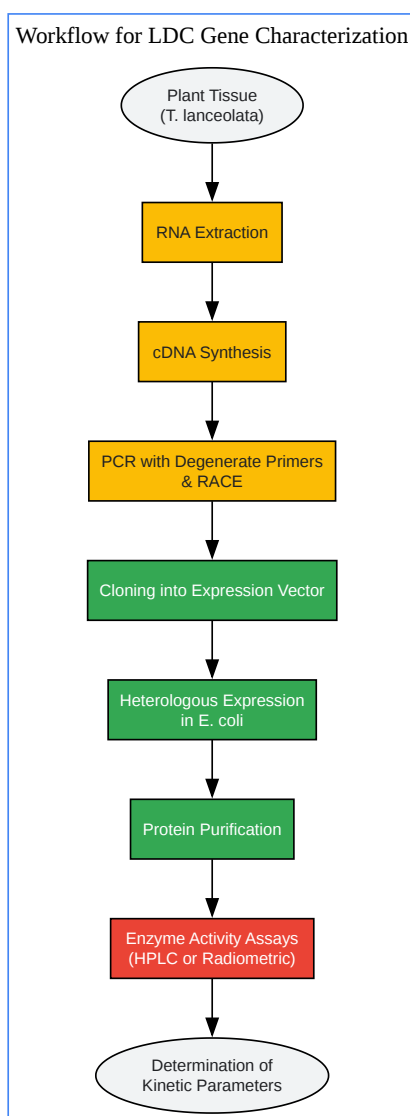 Workflow for LDC Gene Characterization
Plant Tissue
(T. lanceolata)
RNA Extraction
cDNA Synthesis
PCR with Degenerate Primers
& RACE
Cloning into Expression Vector
Heterologous Expression
in E. coli
Protein Purification
Enzyme Activity Assays
(HPLC or Radiometric)
Determination of
Kinetic Parameters